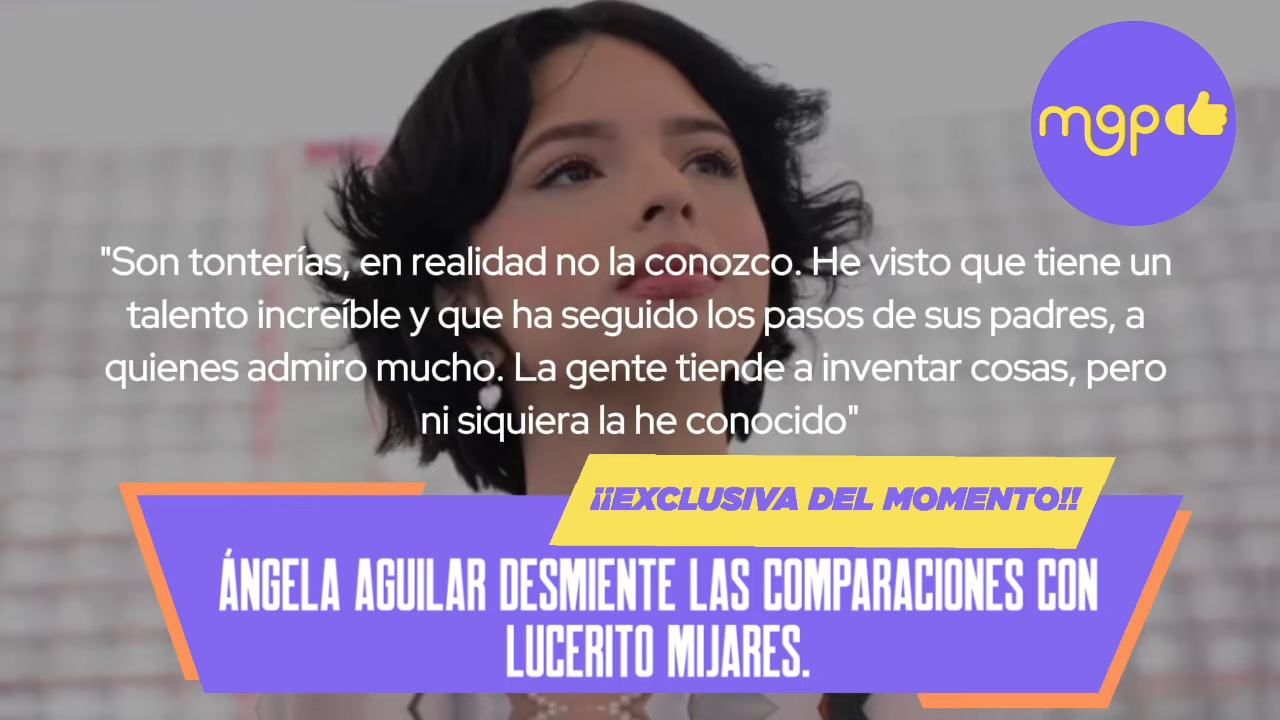 mgp
"Son tonterías, en realidad no la conozco. He visto que tiene un
talento increíble y que ha seguido los pasos de sus padres, a
quienes admiro mucho. La gente tiende a inventar cosas, pero
ni siquiera la he conocido"
¡¡EXCLUSIVA DEL MOMENTO!!
ÁNGELA AGUILAR DESMIENTE LAS COMPARACIONES CON
LUCERITO MIJARES.